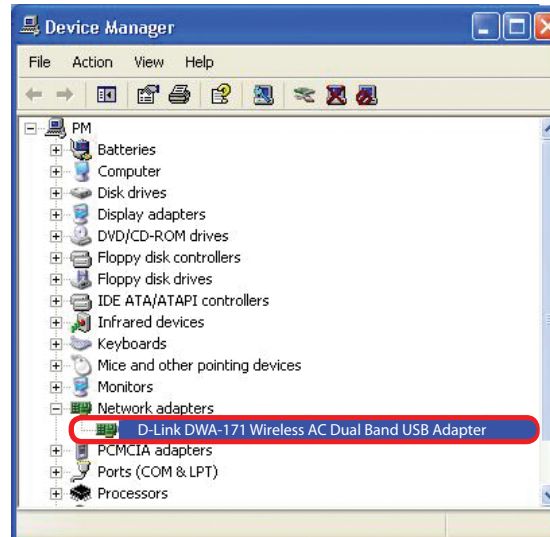 Device Manager
File Action View Help
PM
Batteries
Computer
Disk drives
Display adapters
DVD/CD-ROM drives
Floppy disk controllers
Floppy disk drives
IDE ATA/ATAPI controllers
Infrared devices
Keyboards
Mice and other pointing devices
Monitors
Network adapters
D-Link DWA-171 Wireless AC Dual Band USB Adapter
PCMCIA adapters
Ports (COM & LPT)
Processors